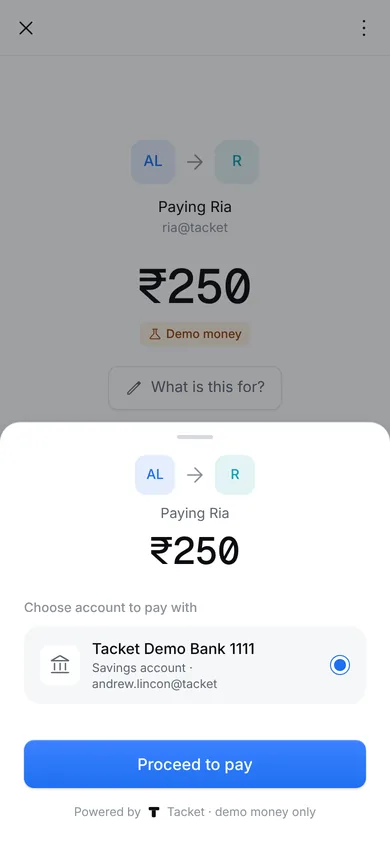 AL R
Paying Ria
ria@tacket
₹250
Demo money
What is this for?
AL R
Paying Ria
₹250
Choose account to pay with
Tacket Demo Bank 1111
Savings account ·
andrew.lincon@tacket
Proceed to pay
Powered by T Tacket · demo money only